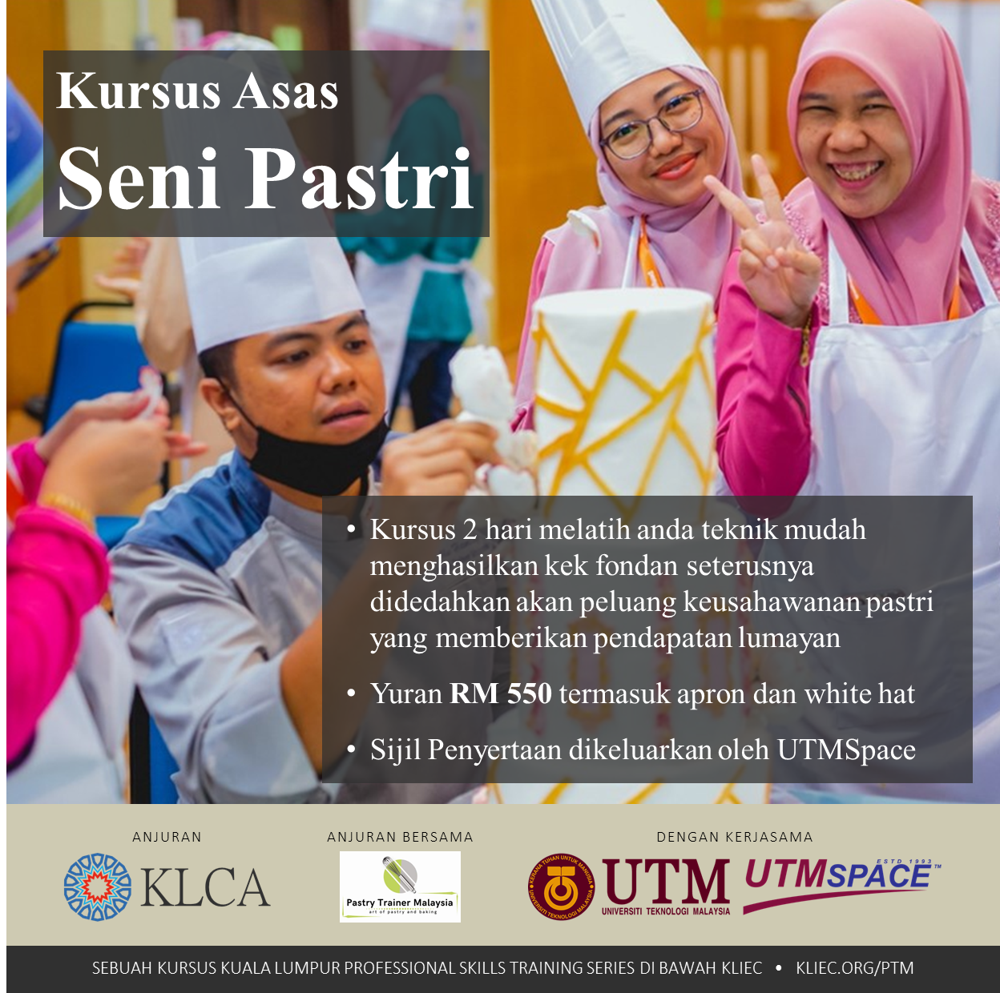 Kursus Asas
Seni Pastri
• Kursus 2 hari melatih anda teknik mudah
menghasilkan kek fondan seterusnya
didedahkan akan peluang keusahawanan pastri
yang memberikan pendapatan lumayan
• Yuran RM 550 termasuk apron dan white hat
• Sijil Penyertaan dikeluarkan oleh UTMSpace
ANJURAN
KLCA
ANJURAN BERSAMA
Pastry Trainer Malaysia
art of pastry and baking
DENGAN KERJASAMA
KERANA TUHAN UNTUK MANUSIA
UNIVERSITI TEKNOLOGI MALAYSIA
UTM
UNIVERSITI TEKNOLOGI MALAYSIA
ESTD 1993
UTMSPACE™
SEBUAH KURSUS KUALA LUMPUR PROFESSIONAL SKILLS TRAINING SERIES DI BAWAH KLIEC • KLIEC.ORG/PTM